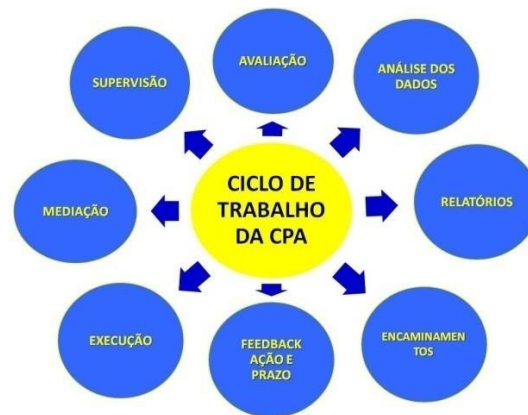 AVALIAÇÃO
ANÁLISE DOS
DADOS
RELATÓRIOS
ENCAMINAMEN
TOS
FEEDBACK
AÇÃO E
PRAZO
EXECUÇÃO
MEDIAÇÃO
SUPERVISÃO
CICLO DE
TRABALHO
DA CPA